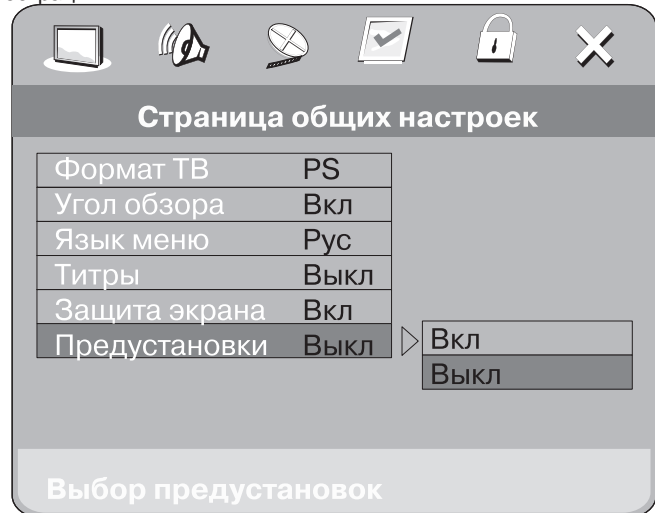 Страница общих настроек
Формат ТВ PS
Угол обзора Вкл
Язык меню Рус
Титры Выкл
Защита экрана Вкл
Предустановки Выкл
Вкл
Выкл
Выбор предустановок